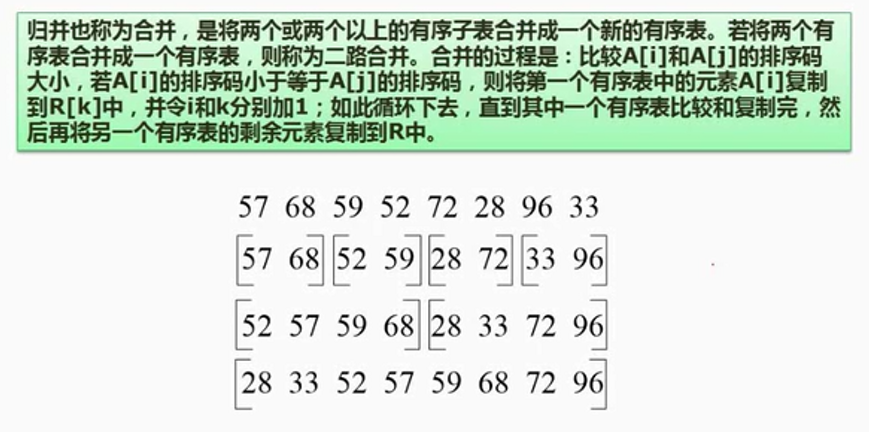 归并也称为合并，是将两个或两个以上的有序子表合并成一个新的有序表。若将两个有
序表合并成一个有序表，则称为二路合并。合并的过程是：比较A[i]和A[j]的排序码
大小，若A[i]的排序码小于等于A[j]的排序码，则将第一个有序表中的元素A[i]复制
到R[k]中，并令i和k分别加1；如此循环下去，直到其中一个有序表比较和复制完，然
后再将另一个有序表的剩余元素复制到R中。
57 68 59 52 72 28 96 33
[57 68] [52 59] [28 72] [33 96]
[52 57 59 68] [28 33 72 96]
[28 33 52 57 59 68 72 96]